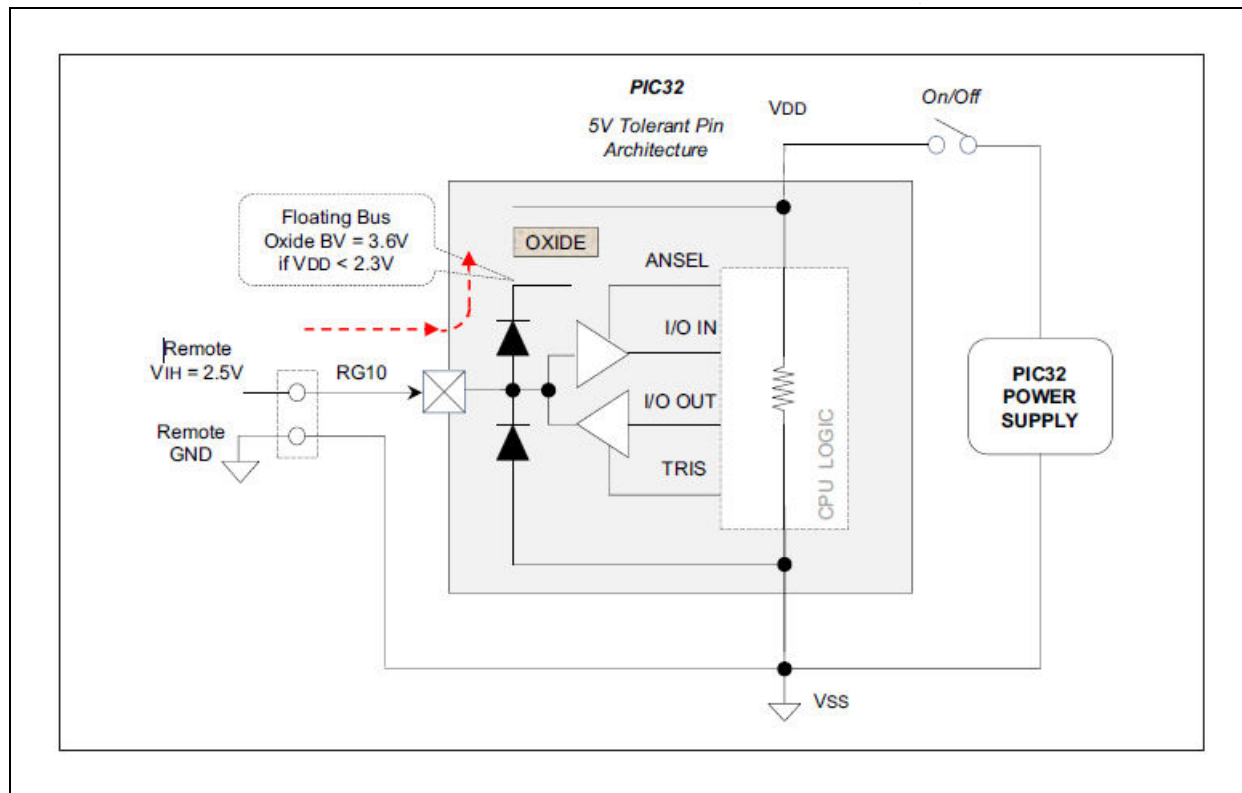 PIC32
5V Tolerant Pin
Architecture
VDD
On/Off
Floating Bus
Oxide BV = 3.6V
if VDD < 2.3V
OXIDE
ANSEL
I/O IN
I/O OUT
TRIS
CPU LOGIC
Remote
VIH = 2.5V
RG10
Remote
GND
PIC32
POWER
SUPPLY
VSS